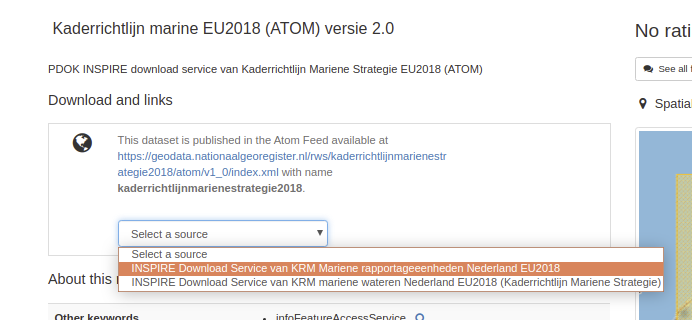 Kaderrichtlijn marine EU2018 (ATOM) versie 2.0
No rati
PDOK INSPIRE download service van Kaderrichtlijn Mariene Strategie EU2018 (ATOM)
See all f
Download and links
Spatial
This dataset is published in the Atom Feed available at
https://geodata.nationaalgeoregister.nl/rws/kaderrichtlijnmarienestr
ategie2018/atom/v1_0/index.xml with name
kaderrichtlijnmarienestrategie2018.
Select a source
Select a source
INSPIRE Download Service van KRM Mariene rapportageeenheden Nederland EU2018
INSPIRE Download Service van KRM mariene wateren Nederland EU2018 (Kaderrichtlijn Mariene Strategie)
About this
Other keywords
infoFeatureAccessService